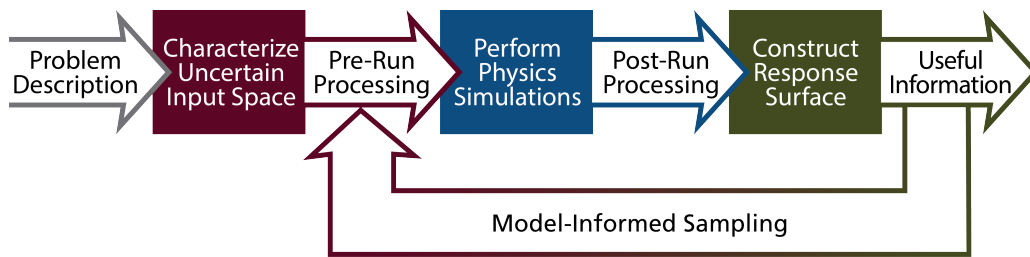 Problem
Description
Characterize
Uncertain
Input Space
Pre-Run
Processing
Perform
Physics
Simulations
Post-Run
Processing
Construct
Response
Surface
Useful
Information
Model-Informed Sampling